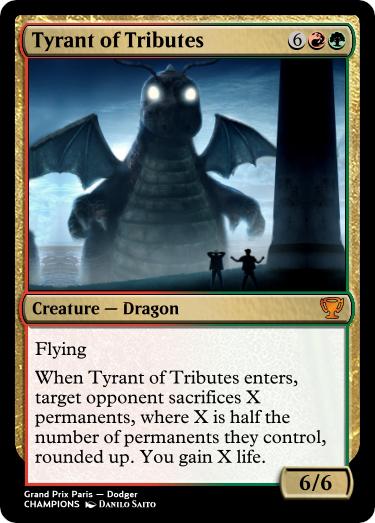 Tyrant of Tributes 6
Creature — Dragon
Flying
When Tyrant of Tributes enters,
target opponent sacrifices X
permanents, where X is half the
number of permanents they control,
rounded up. You gain X life.
6/6
Grand Prix Paris — Dodger
CHAMPIONS Danilo Saito